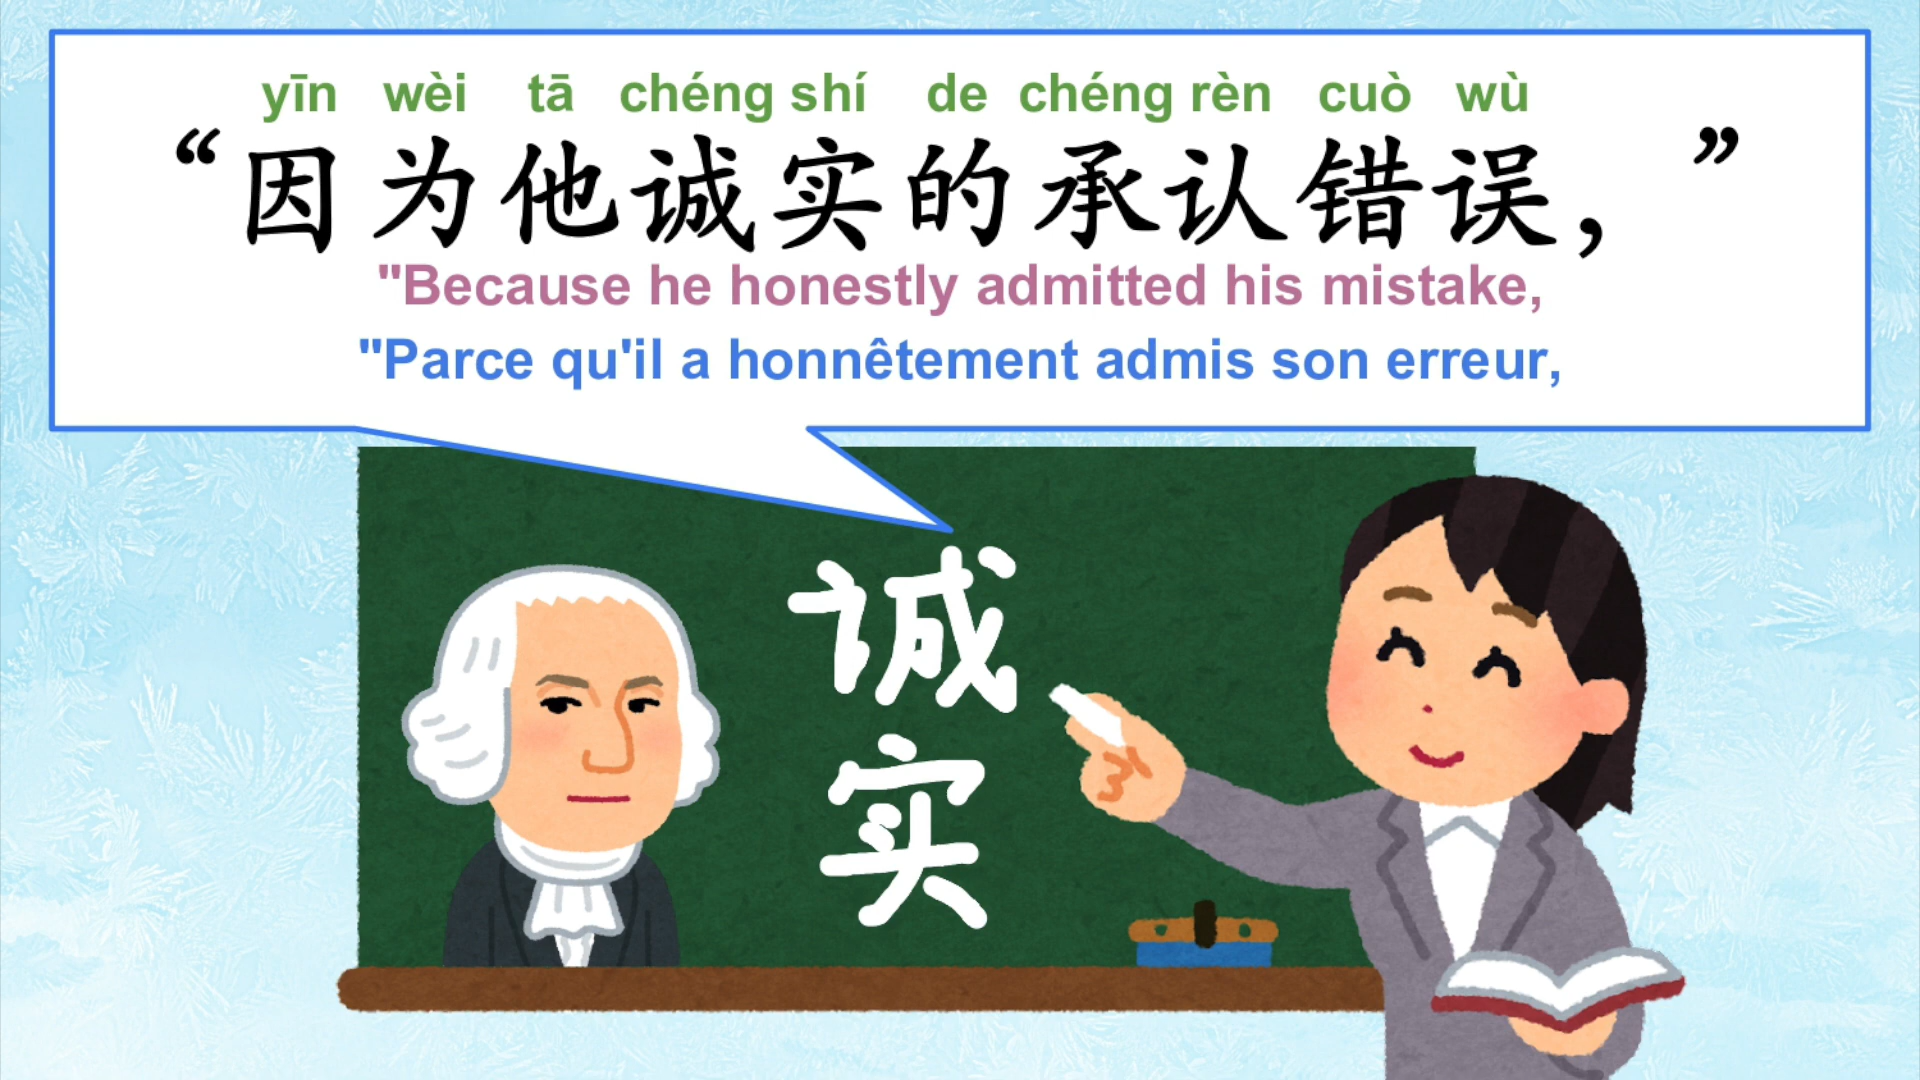 yīn wèi tā chéng shí de chéng rèn cuò wù
“因为他诚实的承认错误，”
"Because he honestly admitted his mistake,
"Parce qu'il a honnêtement admis son erreur,
诚
实